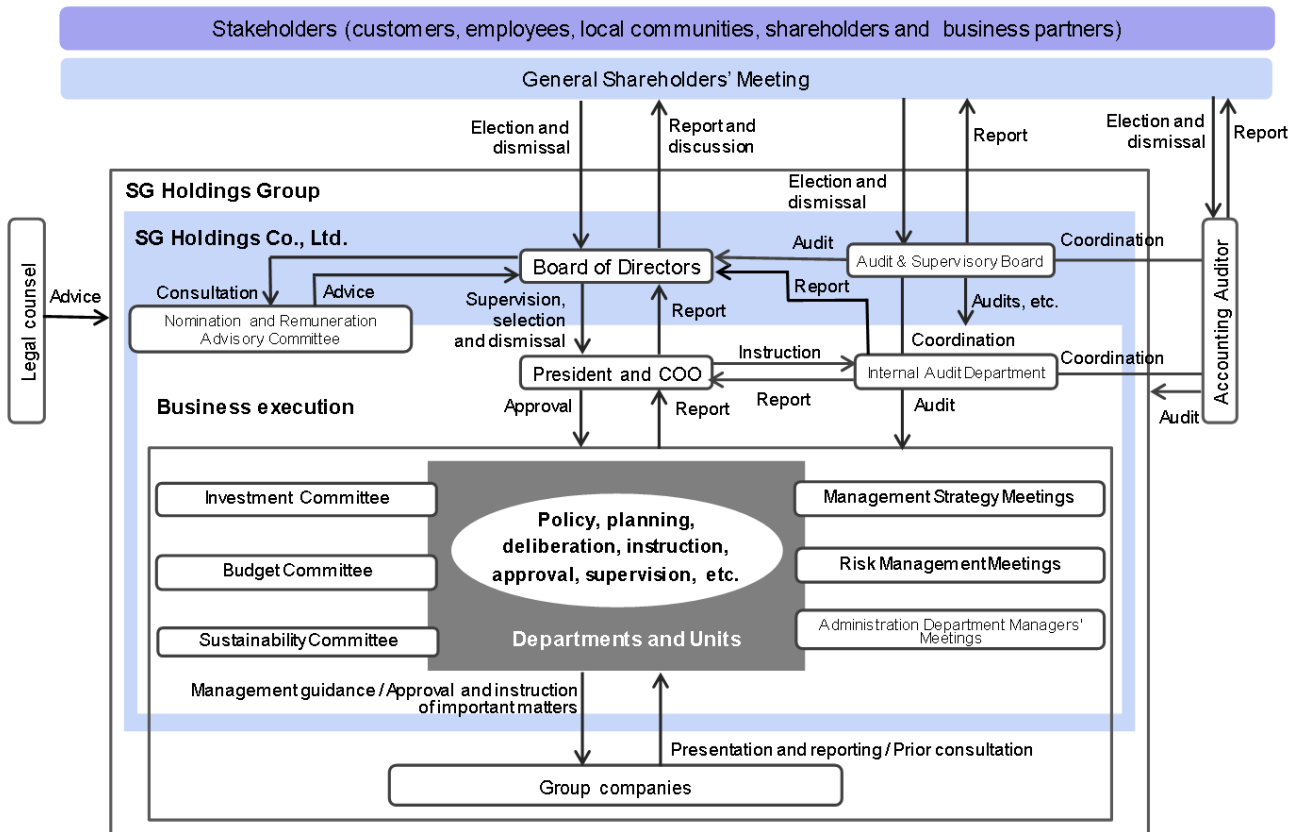 Stakeholders (customers, employees, local communities, shareholders and business partners)
General Shareholders' Meeting
Election and
dismissal
Report and
discussion
Report
Election and
dismissal
Report
SG Holdings Group
Election and
dismissal
SG Holdings Co., Ltd.
Audit
Coordination
Board of Directors
Audit & Supervisory Board
Legal counsel
Advice
Consultation
Advice
Report
Audits, etc.
Accounting Auditor
Nomination and Remuneration
Advisory Committee
Supervision,
selection
and dismissal
Report
Coordination
Instruction
Coordination
President and COO
Internal Audit Department
Business execution
Approval
Report
Report
Audit
Audit
Investment Committee
Budget Committee
Sustainability Committee
Policy, planning,
deliberation, instruction,
approval, supervision, etc.
Departments and Units
Management Strategy Meetings
Risk Management Meetings
Administration Department Managers'
Meetings
Management guidance / Approval and instruction
of important matters
Presentation and reporting / Prior consultation
Group companies